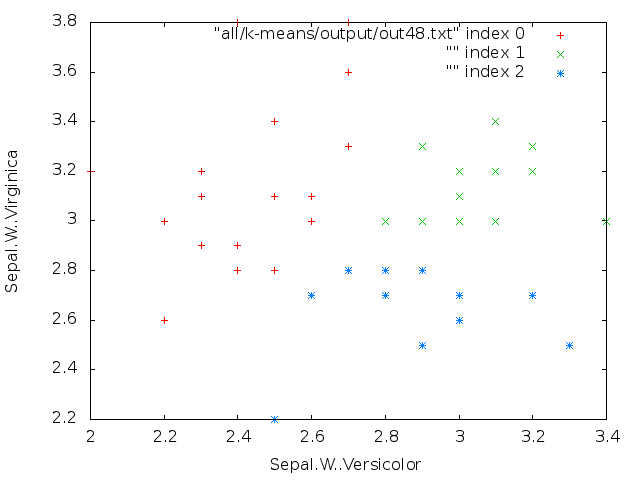 3.8
3.6
3.4
3.2
3
2.8
2.6
2.4
2.2
2 2.2 2.4 2.6 2.8 3 3.2 3.4
Sepal.W..Virginica
Sepal.W..Versicolor
"all/k-means/output/out48.txt" index 0
"" index 1
"" index 2